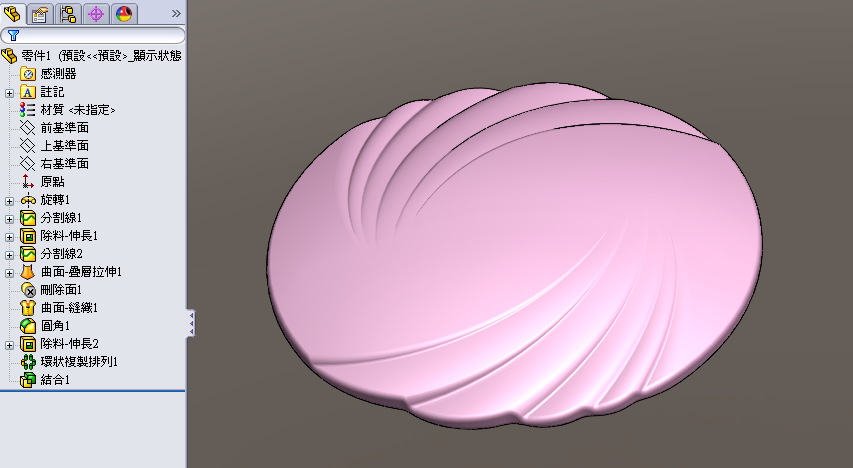 零件1 (預設<<預設>_顯示狀態
感測器
註記
材質 <未指定>
前基準面
上基準面
右基準面
原點
旋轉1
分割線1
除料-伸長1
分割線2
曲面-疊層拉伸1
刪除面1
曲面-縫織1
圓角1
除料-伸長2
環狀複製排列1
結合1